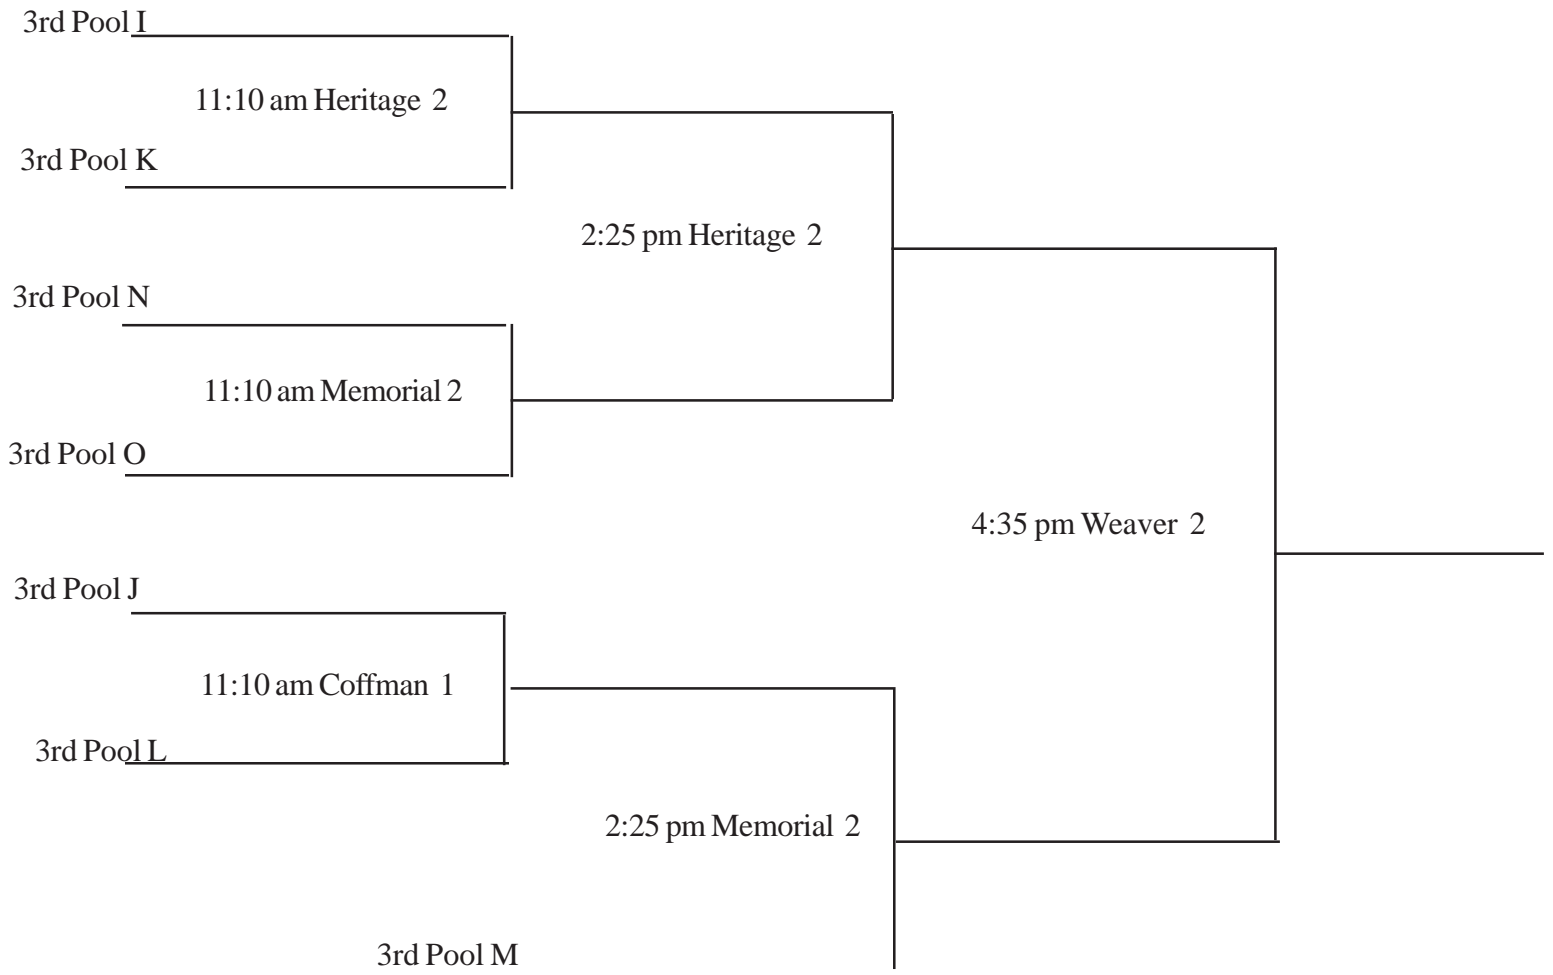 3rd Pool I
11:10 am Heritage 2
3rd Pool K
2:25 pm Heritage 2
3rd Pool N
11:10 am Memorial 2
3rd Pool O
4:35 pm Weaver 2
3rd Pool J
11:10 am Coffman 1
3rd Pool L
2:25 pm Memorial 2
3rd Pool M